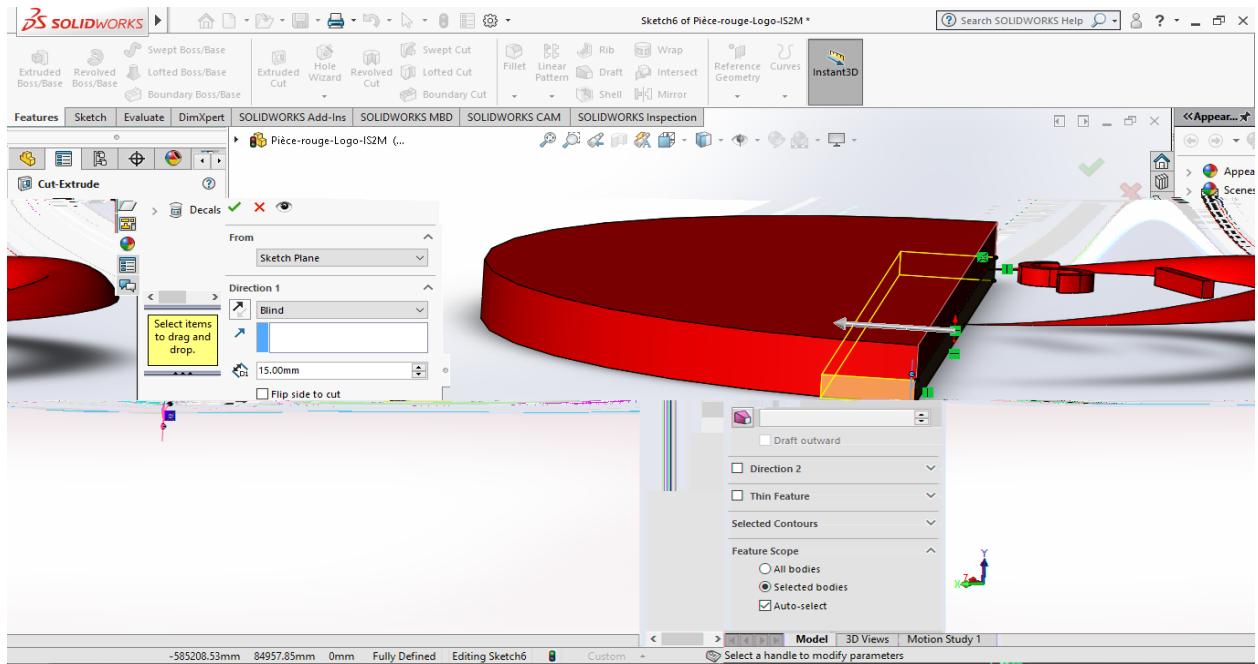 SOLIDWORKS
Sketch6 of Pièce-rouge-Logo-IS2M *
Search SOLIDWORKS Help
?
Extruded Boss/Base
Revolved Boss/Base
Swept Boss/Base
Lofted Boss/Base
Boundary Boss/Base
Extruded Cut
Hole Wizard
Revolved Cut
Swept Cut
Lofted Cut
Boundary Cut
Fillet
Linear Pattern
Rib
Draft
Shell
Wrap
Intersect
Mirror
Reference Geometry
Curves
Instant3D
Features
Sketch
Evaluate
DimXpert
SOLIDWORKS Add-Ins
SOLIDWORKS MBD
SOLIDWORKS CAM
SOLIDWORKS Inspection
Appear...
Pièce-rouge-Logo-IS2M (...
Cut-Extrude
Appea
Scenes
Decals
From
Sketch Plane
Direction 1
Blind
Select items
to drag and
drop.
D1
15.00mm
Flip side to cut
Draft outward
Direction 2
Thin Feature
Selected Contours
Feature Scope
All bodies
Selected bodies
Auto-select
Y
Z
X
Model
3D Views
Motion Study 1
-585208.53mm 84957.85mm 0mm Fully Defined Editing Sketch6 Custom
Select a handle to modify parameters